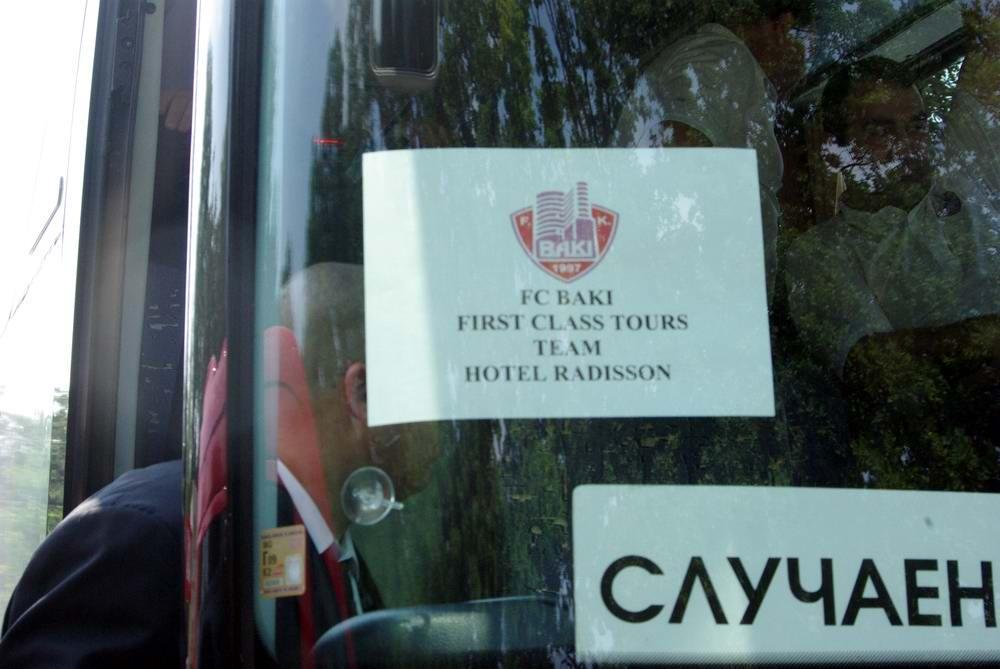 F. K.
BAKI
1997
FC BAKI
FIRST CLASS TOURS
TEAM
HOTEL RADISSON
СЛУЧАЕН